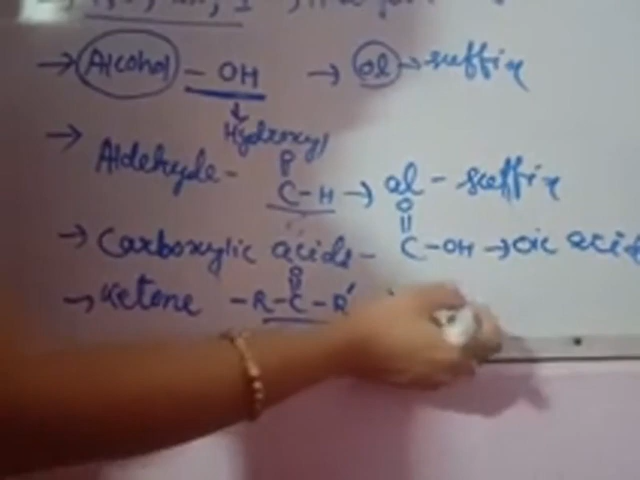 → Alcohol – OH → ol → suffix
↓
Hydroxyl
→ Aldehyde - C-H → al - suffix
O
||
→ Carboxylic acids - C-OH → oic acid
O
||
→ Ketone -R-C-R'